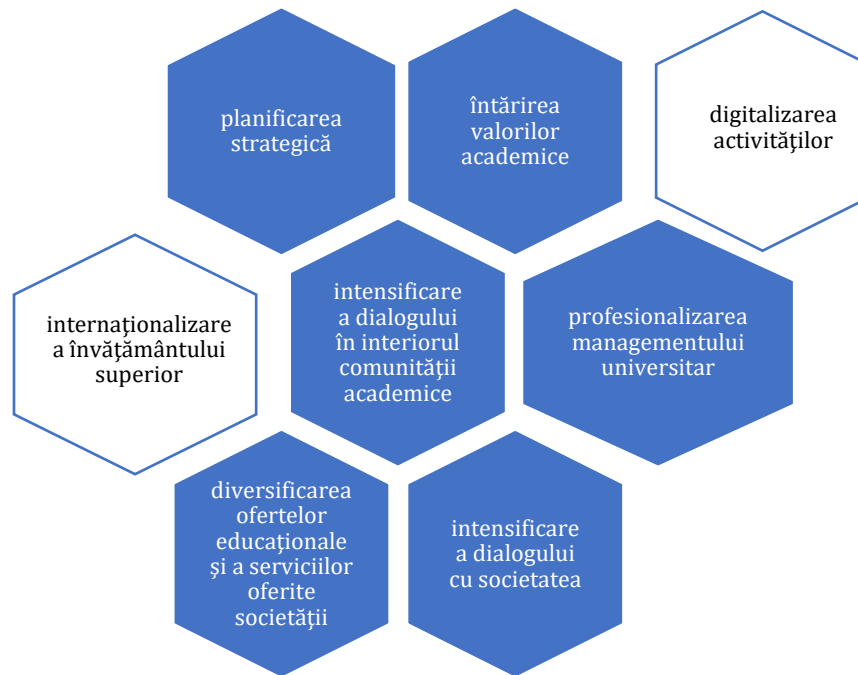 planificarea
strategică
întărirea
valorilor
academice
digitalizarea
activităţilor
internaţionalizare
a învăţământului
superior
intensificare
a dialogului
în interiorul
comunităţii
academice
profesionalizarea
managementului
universitar
diversificarea
ofertelor
educaţionale
şi a serviciilor
oferite
societăţii
intensificare
a dialogului
cu societatea